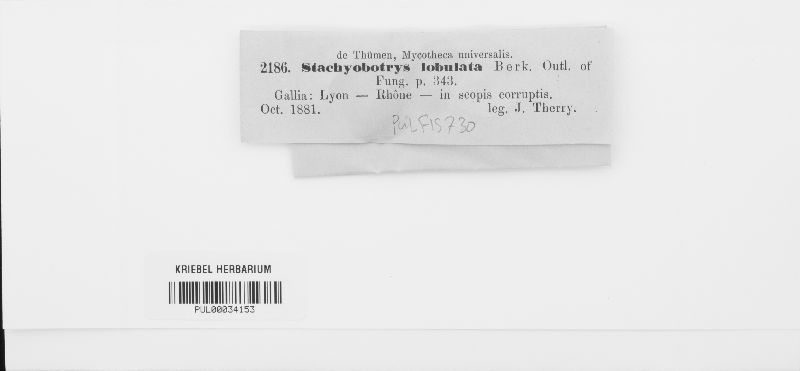 de Thümen, Mycotheca universalis.
2186. Stachyobotrys lobulata Berk. Outl. of
Fung. p. 343.
Gallia: Lyon — Rhône — in scopis corruptis.
Oct. 1881. leg. J. Therry.
PUL F15730
KRIEBEL HERBARIUM
PUL00034153